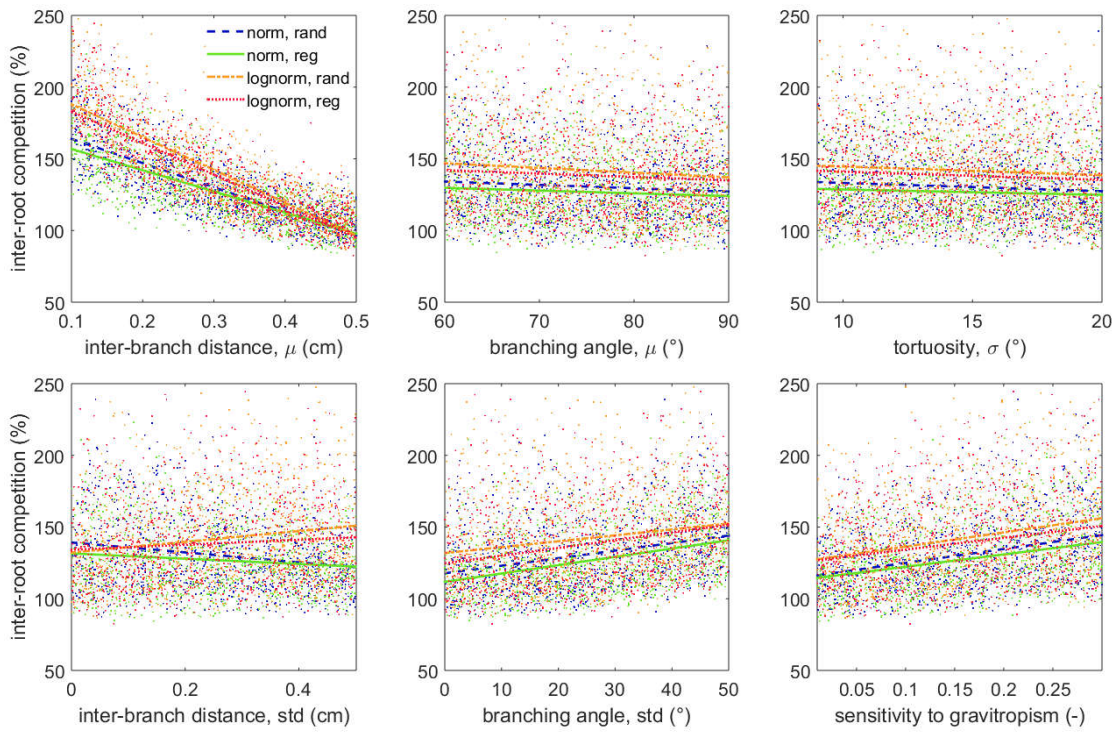 250
200
150
100
50
inter-root competition (%)
norm, rand
norm, reg
lognorm, rand
lognorm, reg
0.1 0.2 0.3 0.4 0.5
inter-branch distance, μ (cm)
250
200
150
100
50
60 70 80 90
branching angle, μ (°)
250
200
150
100
50
10 15 20
tortuosity, σ (°)
250
200
150
100
50
inter-root competition (%)
0 0.2 0.4
inter-branch distance, std (cm)
250
200
150
100
50
0 10 20 30 40 50
branching angle, std (°)
250
200
150
100
50
0.05 0.1 0.15 0.2 0.25
sensitivity to gravitropism (-)